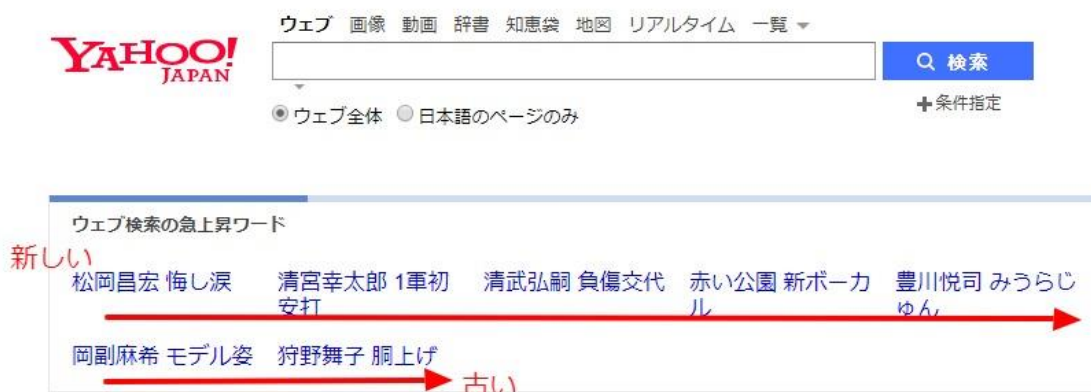 ウェブ 画像 動画 辞書 知恵袋 地図 リアルタイム 一覧
YAHOO!
JAPAN
検索
ウェブ全体 日本語のページのみ
条件指定
ウェブ検索の急上昇ワード
新しい
松岡昌宏 悔し涙 清宮幸太郎 1軍初 清武弘嗣 負傷交代 赤い公園 新ボーカ 豊川悦司 みうらじ
安打 ル ゅん
岡副麻希 モデル姿 狩野舞子 胴上げ
古い